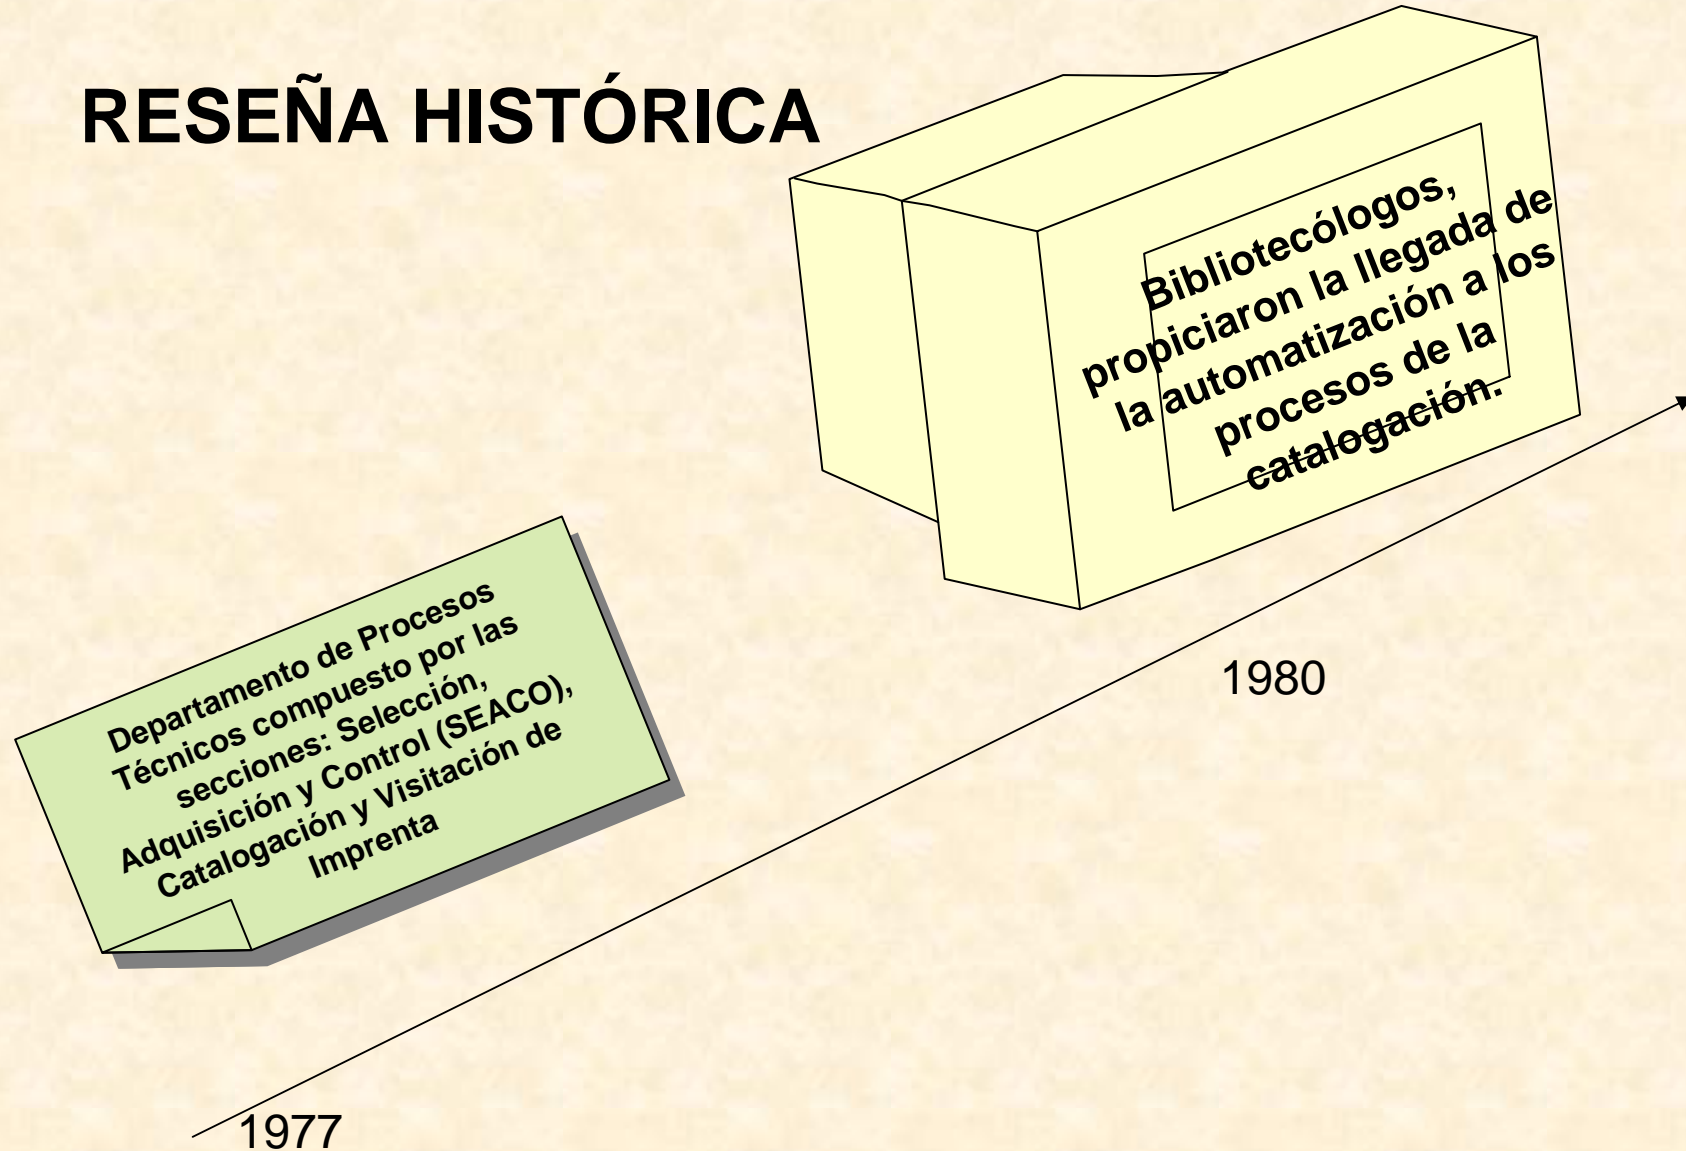 RESEÑA HISTÓRICA
Bibliotecólogos,
propiciaron la llegada de
la automatización a los
procesos de la
catalogación.
1980
Departamento de Procesos
Técnicos compuesto por las
secciones: Selección,
Adquisición y Control (SEACO),
Catalogación y Visitación de
Imprenta
1977